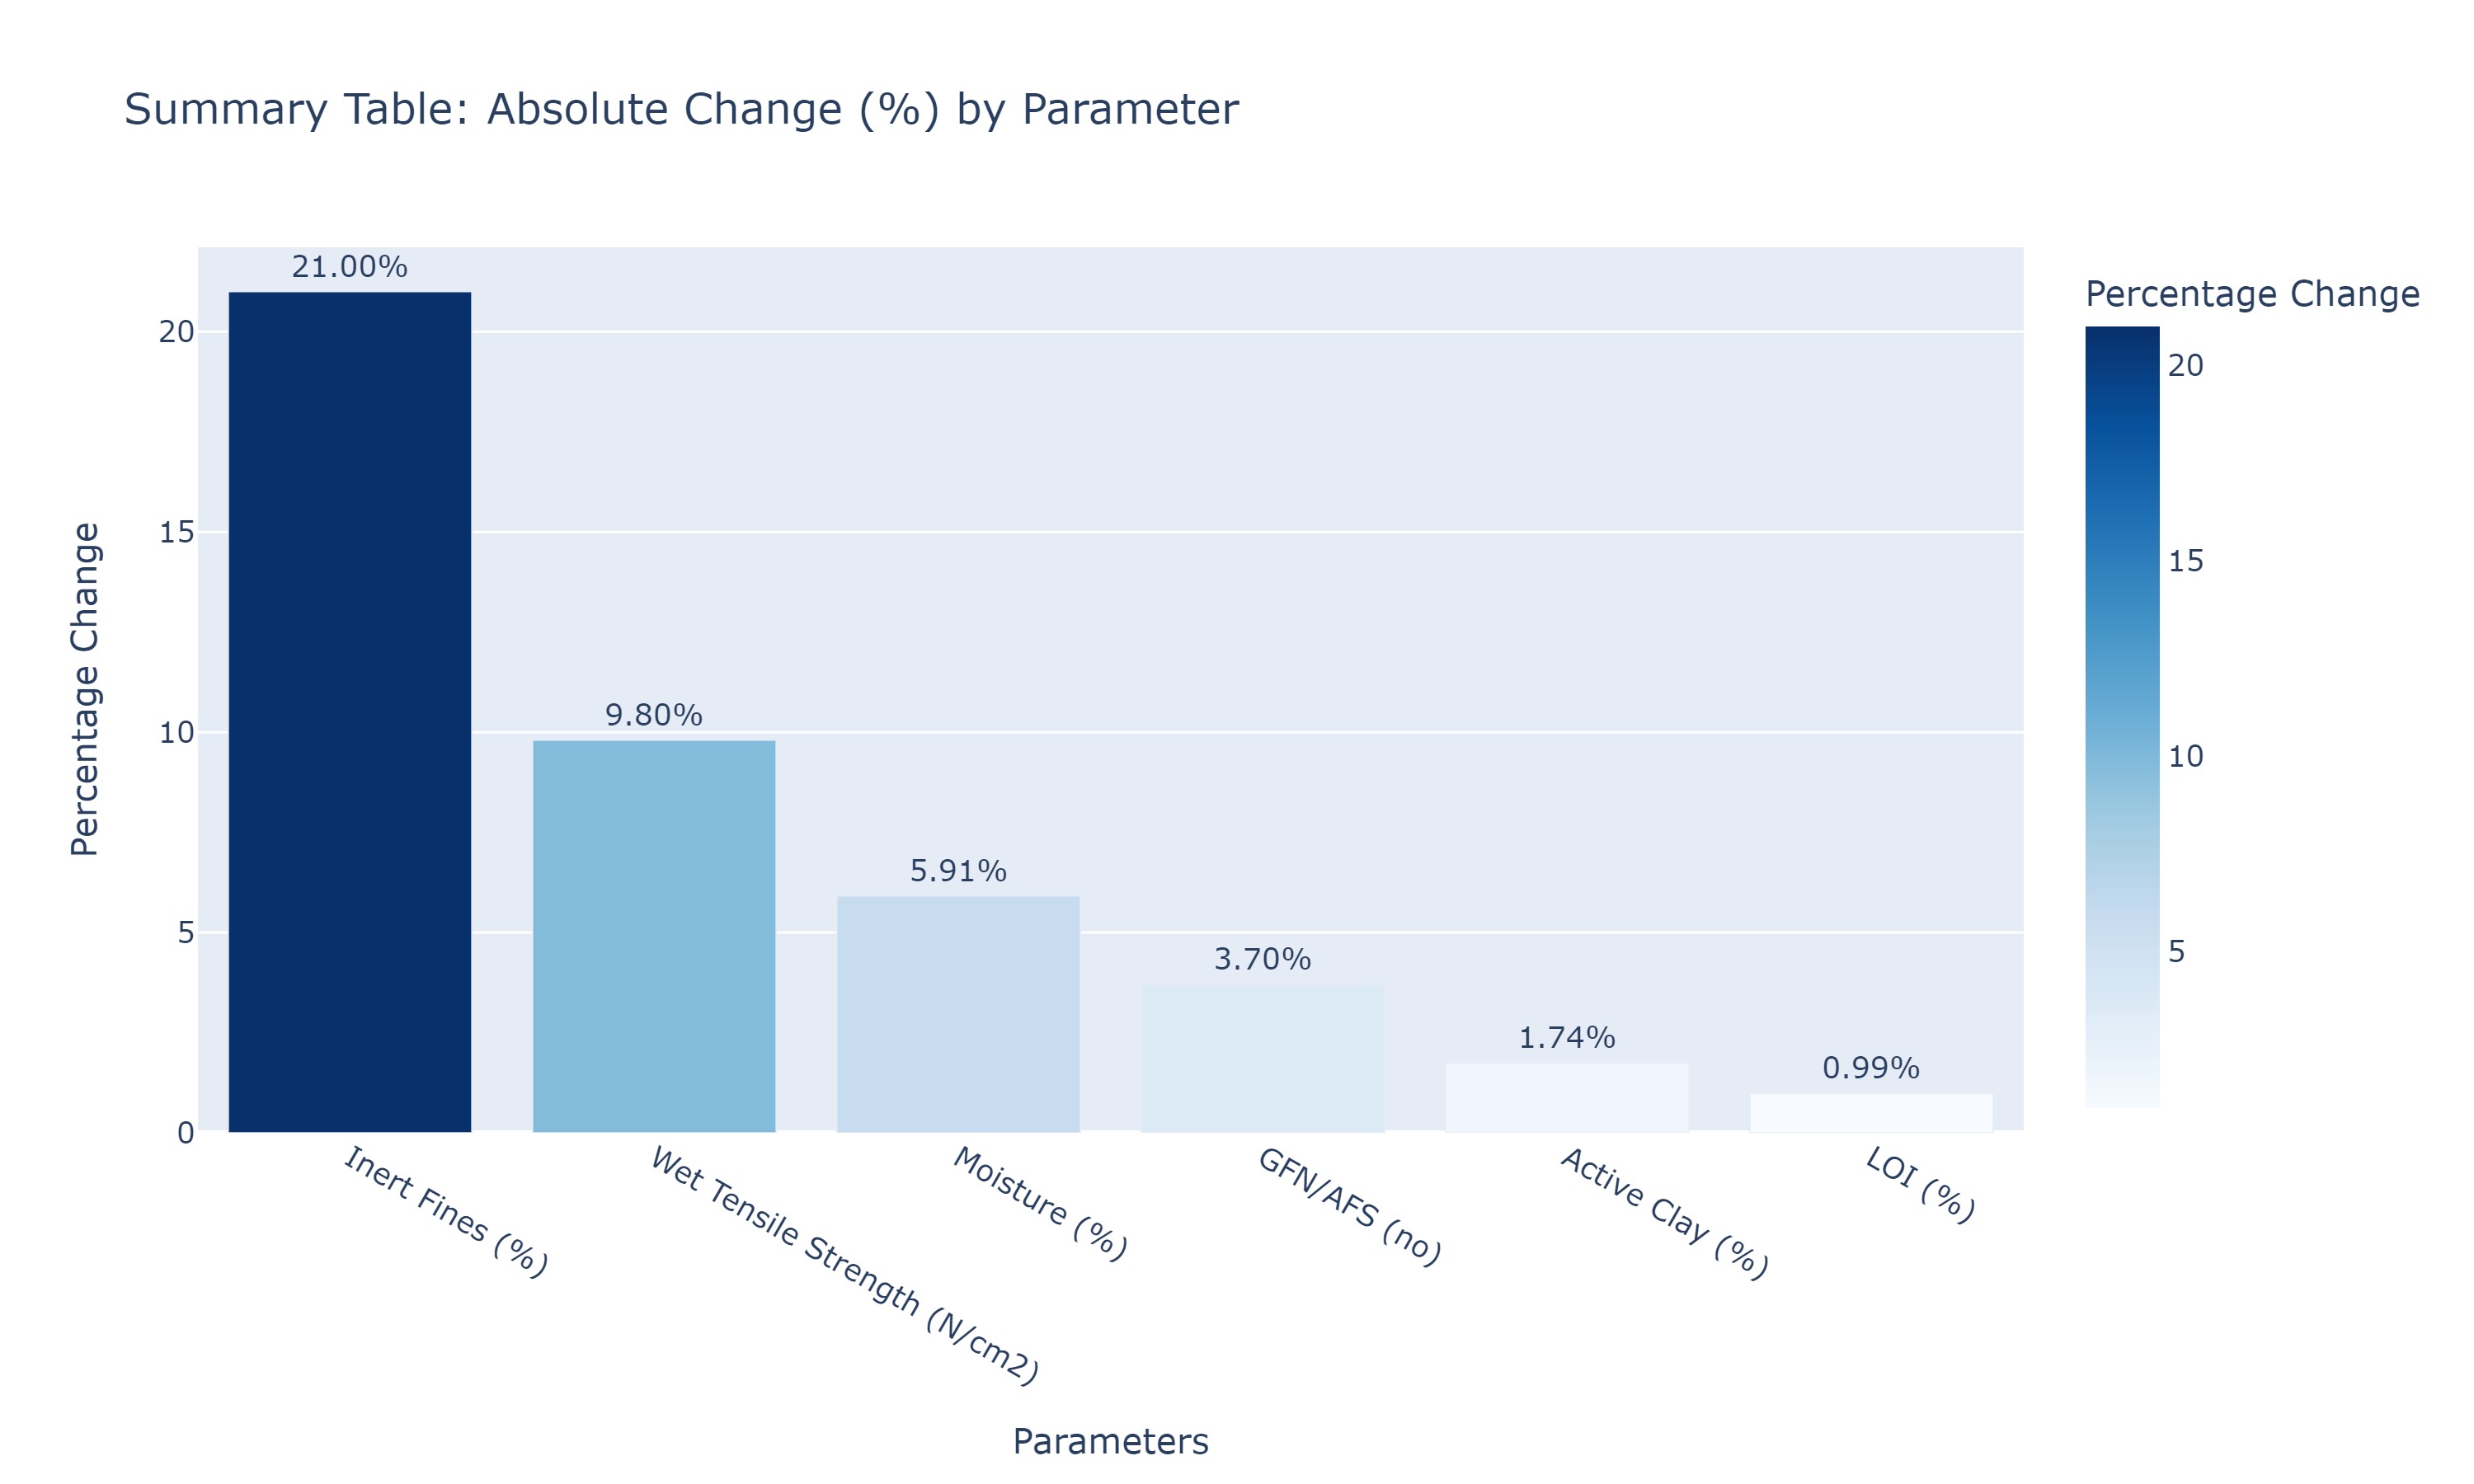 Summary Table: Absolute Change (%) by Parameter
Percentage Change
20
15
10
5
0
21.00%
9.80%
5.91%
3.70%
1.74%
0.99%
Inert Fines (%)
Wet Tensile Strength (N/cm2)
Moisture (%)
GFN/AFS (no)
Active Clay (%)
LOI (%)
Parameters
Percentage Change
20
15
10
5